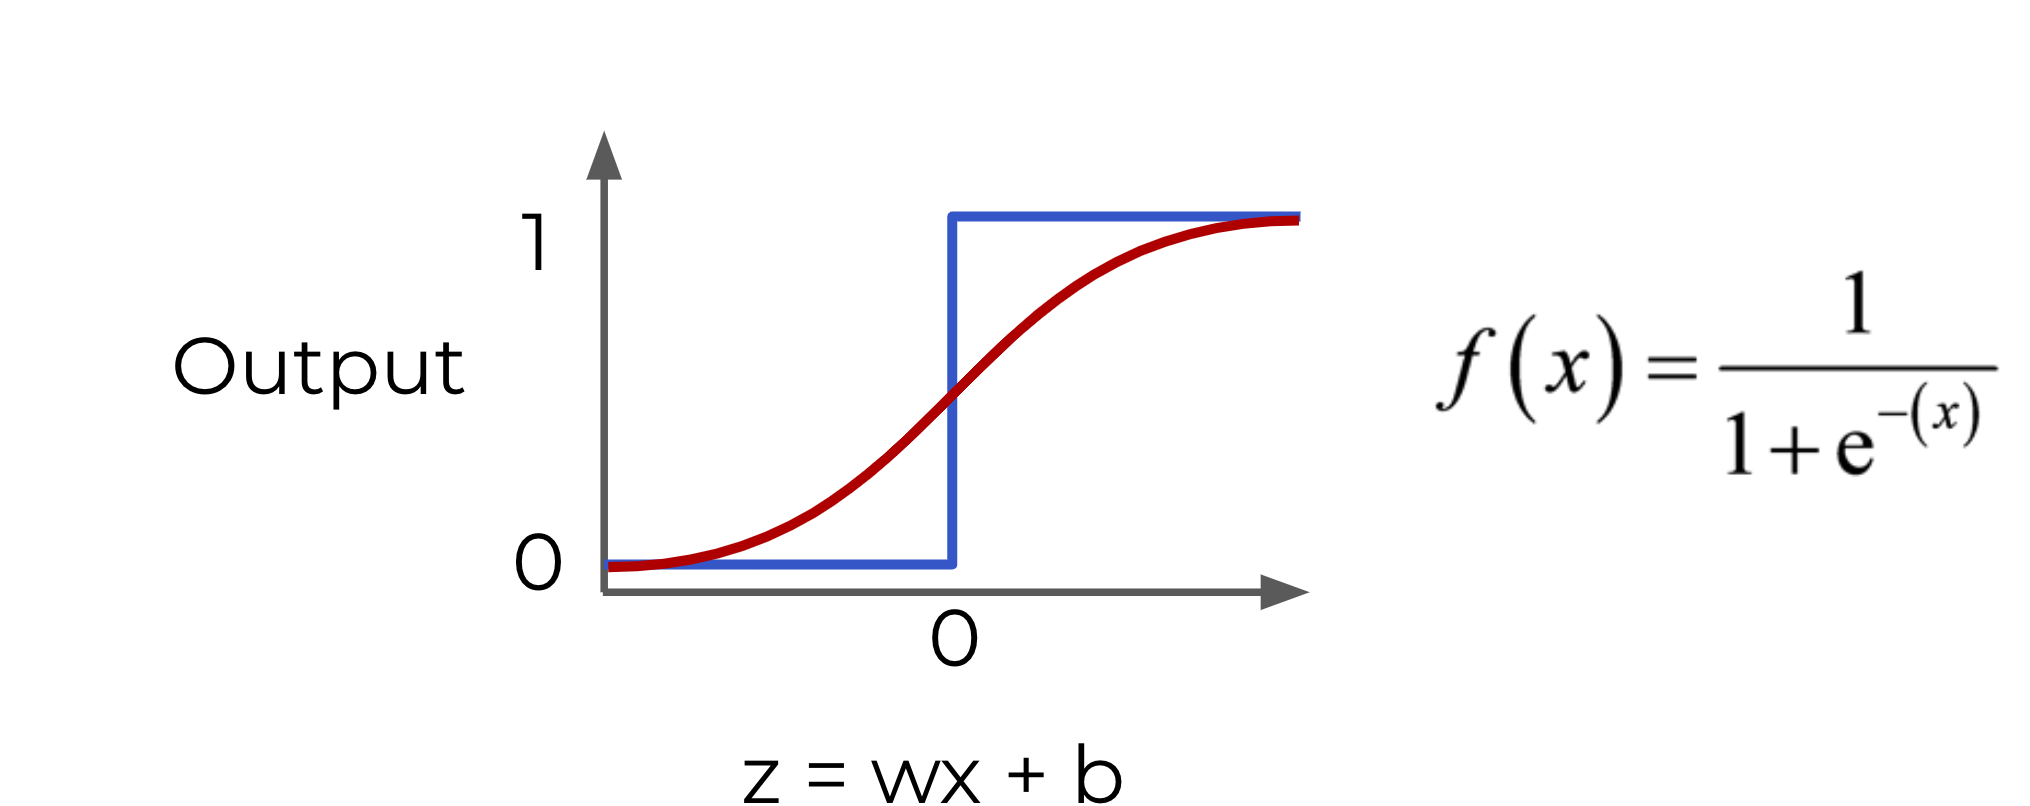 1
Output
0
0
z = wx + b
f(x) = 1 / (1 + e^-(x))